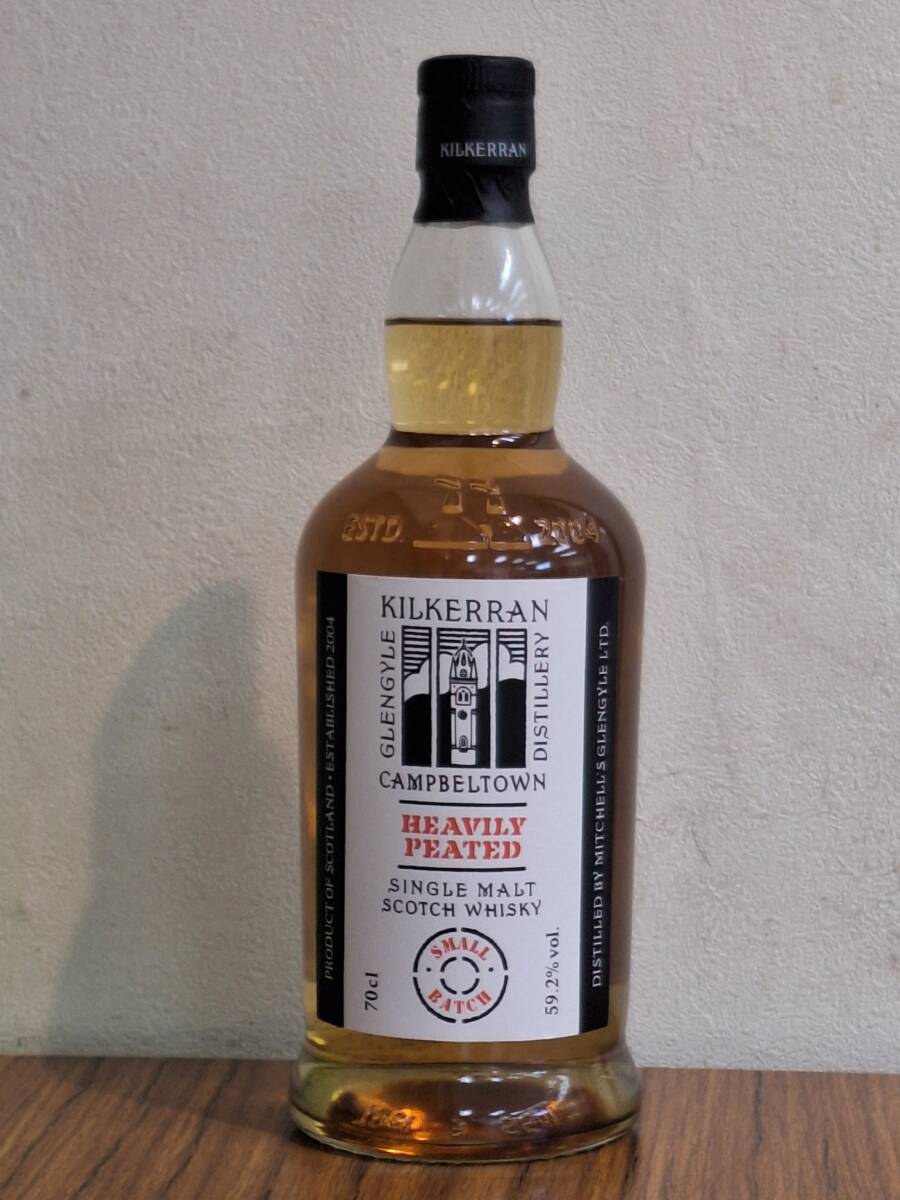 KILKERRAN
ESTD. 2004
KILKERRAN
GLENGYLE
DISTILLERY
CAMPBELTOWN
HEAVILY
PEATED
SINGLE MALT
SCOTCH WHISKY
SMALL
BATCH
70cl
59.2% vol.
PRODUCT OF SCOTLAND • ESTABLISHED 2004
DISTILLED BY MITCHELL'S GLENGYLE LTD.